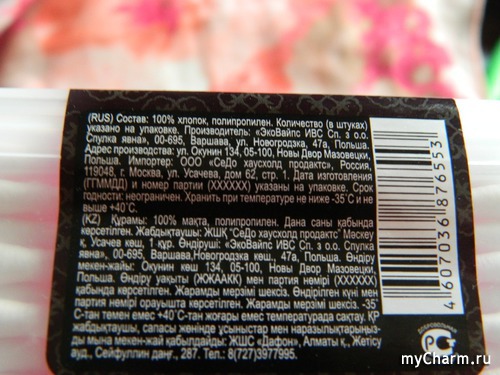 (RUS) Состав: 100% хлопок, полипропилен. Количество (в штуках)
указано на упаковке. Производитель: «ЭкоВайпс ИВС Сп. з о.о.
Спулка явна», 00-695, Варшава, ул. Новогродзка, 47а, Польша.
Адрес производства: ул. Окунин 134, 05-100, Новы Двор Мазовецки,
Польша. Импортер: ООО «СеДо хаусхолд продактс», Россия,
119048, г. Москва, ул. Усачева, дом 62, стр. 1. Дата изготовления
(ГГММДД) и номер партии (XXXXXX) указаны на упаковке. Срок
годности: неограничен. Хранить при температуре не ниже -35°С и не
выше +40°С.
(KZ) Құрамы: 100% мақта, полипропилен. Дана саны қабында
көрсетілген. Жабдықтаушы: ЖШҚ "СеДо хаусхолд продактс" Мәскеу
қ, Усачев көш, 1 құр. Өндіруші: «ЭкоВайпс ИВС Сп. з о.о. Спулка
явна», 00-695, Варшава,Новогродзка көш., 47а, Польша. Өндіру
мекен-жайы: Окунин көш 134, 05-100, Новы Двор Мазовецки,
Польша. Өндіру уақыты (ЖЖААКК) мен партия нөмірі (XXXXXX)
қабында көрсетілген. Жарамды мерзімі шексіз. Өндірілген күні мен
партия нөмірі орауышта көрсетілген. Жарамды мерзімі шексіз. -35
С-тан төмен емес +40°С-тан жоғары емес температурада сақтау. ҚР
жабдықтаушы, сапасы жөнінде ұсыныстар мен наразылықтарыңыз-
ды мына мекен-жай қабылдайды: ЖШС «Дафон», Алматы қ., Жетісу
ауд., Сейфуллин даңғ., 287. Тел.: 8(727)3977995.
4 607036 876553
ДОБРОВОЛЬНАЯ
myCharm.ru